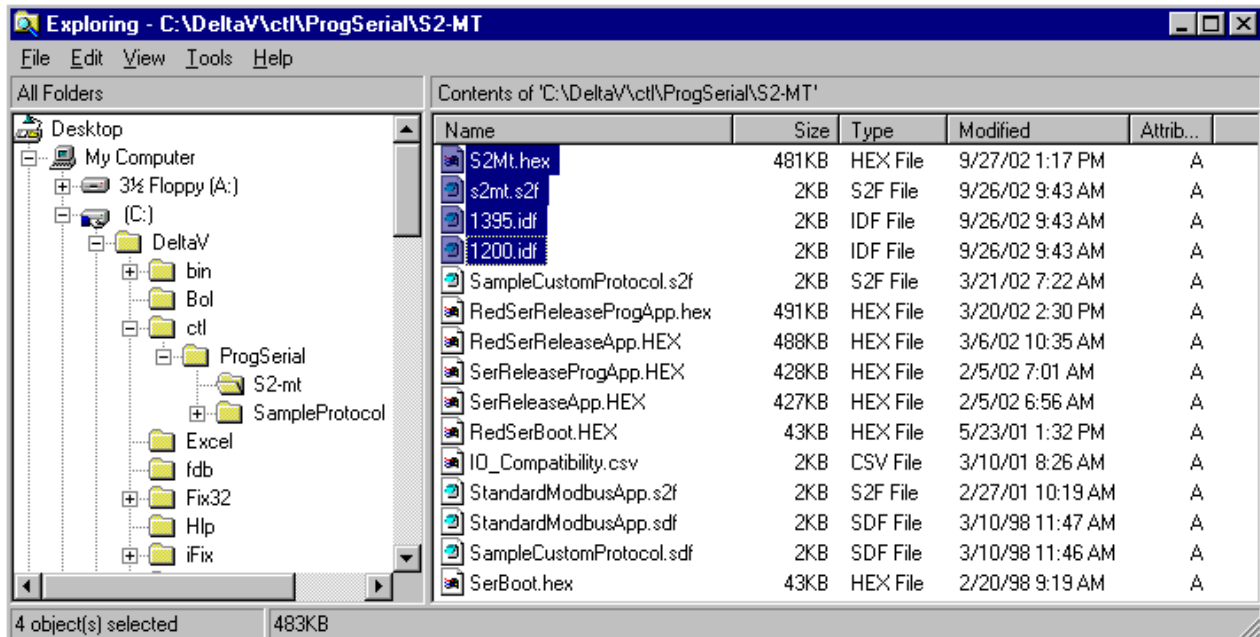 Exploring - C:\DeltaV\ctl\ProgSerial\S2-MT
File Edit View Tools Help
All Folders
Contents of 'C:\DeltaV\ctl\ProgSerial\S2-MT'
Desktop
My Computer
3½ Floppy (A:)
(C:)
DeltaV
bin
Bol
ctl
ProgSerial
S2-mt
SampleProtocol
Excel
fdb
Fix32
Hlp
iFix
Name Size Type Modified Attrib...
S2Mt.hex 481KB HEX File 9/27/02 1:17 PM A
s2mt.s2f 2KB S2F File 9/26/02 9:43 AM A
1395.idf 2KB IDF File 9/26/02 9:43 AM A
1200.idf 2KB IDF File 9/26/02 9:43 AM A
SampleCustomProtocol.s2f 2KB S2F File 3/21/02 7:22 AM A
RedSerReleaseProgApp.hex 491KB HEX File 3/20/02 2:30 PM A
RedSerReleaseApp.HEX 488KB HEX File 3/6/02 10:35 AM A
SerReleaseProgApp.HEX 428KB HEX File 2/5/02 7:01 AM A
SerReleaseApp.HEX 427KB HEX File 2/5/02 6:56 AM A
RedSerBoot.HEX 43KB HEX File 5/23/01 1:32 PM A
IO_Compatibility.csv 2KB CSV File 3/10/01 8:26 AM A
StandardModbusApp.s2f 2KB S2F File 2/27/01 10:19 AM A
StandardModbusApp.sdf 2KB SDF File 3/10/98 11:47 AM A
SampleCustomProtocol.sdf 2KB SDF File 3/10/98 11:46 AM A
SerBoot.hex 43KB HEX File 2/20/98 9:19 AM A
4 object(s) selected 483KB